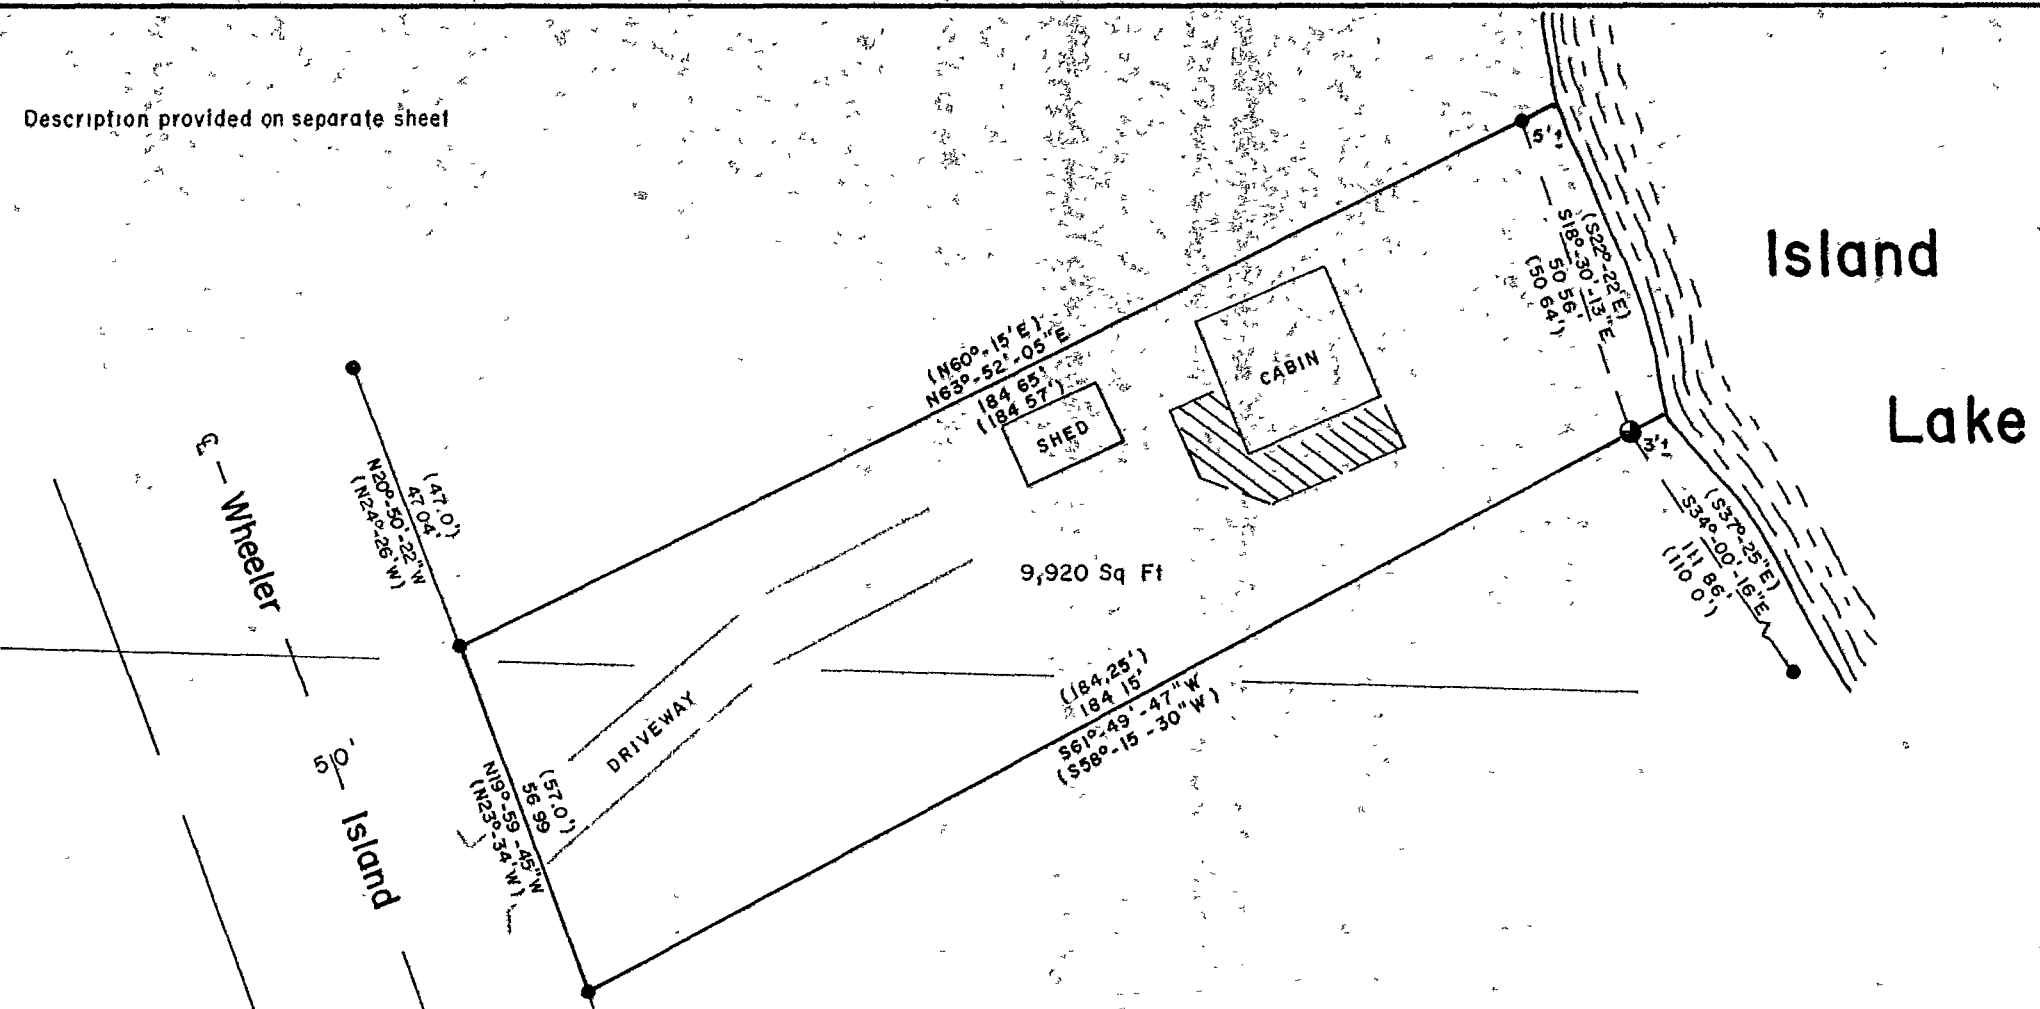 Description provided on separate sheet
5'±
(S22°-22'E)
S18°-30'-13"E
50 56'
(50 64')
Island
Lake
(N60°-15'E)
N63°-52'-05"E
184 65'
(184 57')
SHED
CABIN
3'±
(S37°-25'E)
S34°-00'-16"E
111 86'
(110 0')
(47.0')
47 04'
N20°-50'-22"W
(N24°-26'W)
℄ — Wheeler
50'
Island
9,920 Sq Ft
DRIVEWAY
(57.0')
56 99
N19°-59 -45"W
(N23°-34'W)
(184.25')
184 15'
S61°-49'-47"W
(S58°-15 -30"W)